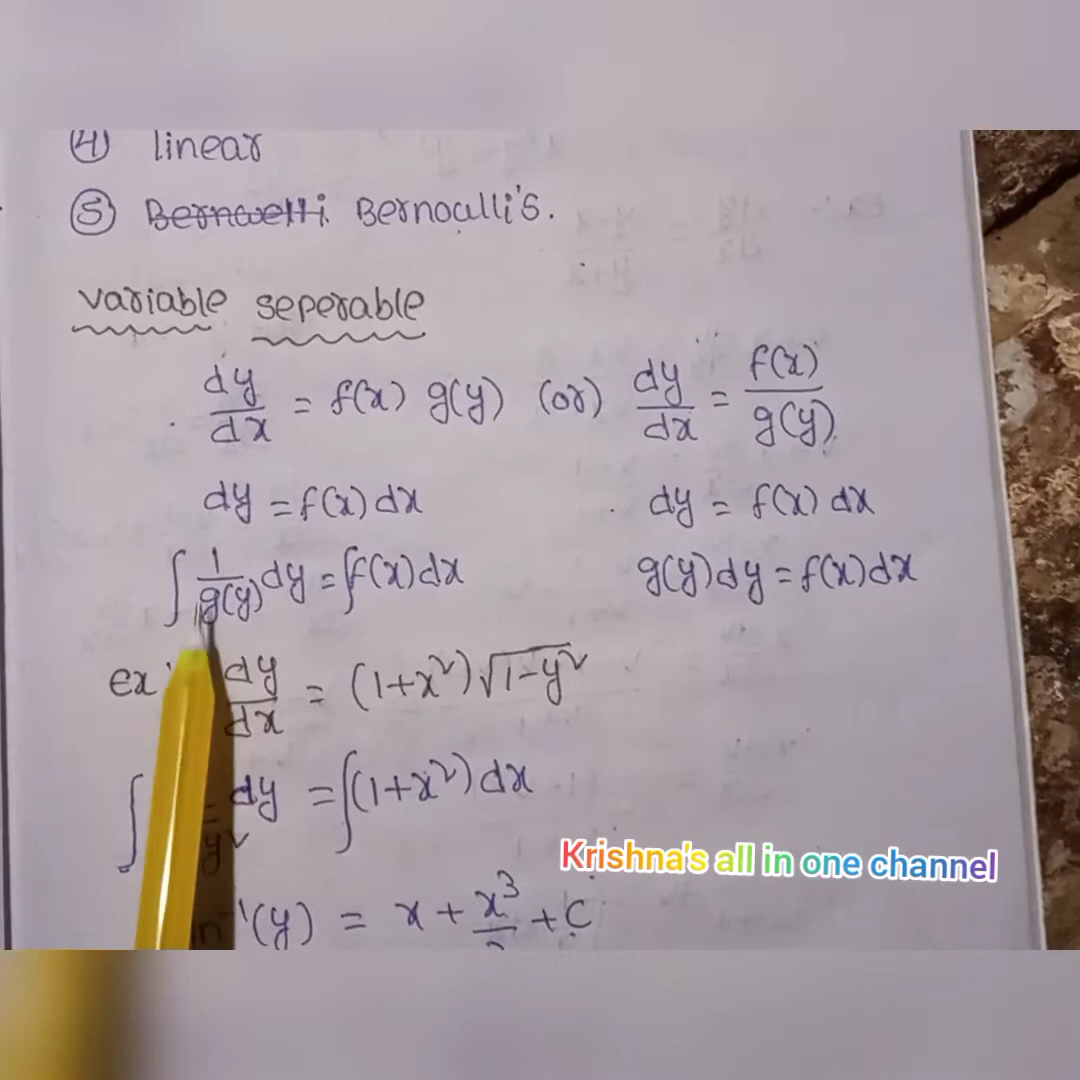 (4) linear
(5) Bernoulli's.
variable seperable
dy/dx = f(x) g(y) (or) dy/dx = f(x)/g(y)
dy = f(x) dx dy = f(x) dx
∫ 1/g(y) dy = ∫f(x) dx g(y) dy = f(x) dx
ex dy/dx = (1+x²)√1-y²
∫ dy = ∫(1+x²) dx
Krishna's all in one channel
⁻¹(y) = x + x³ + c